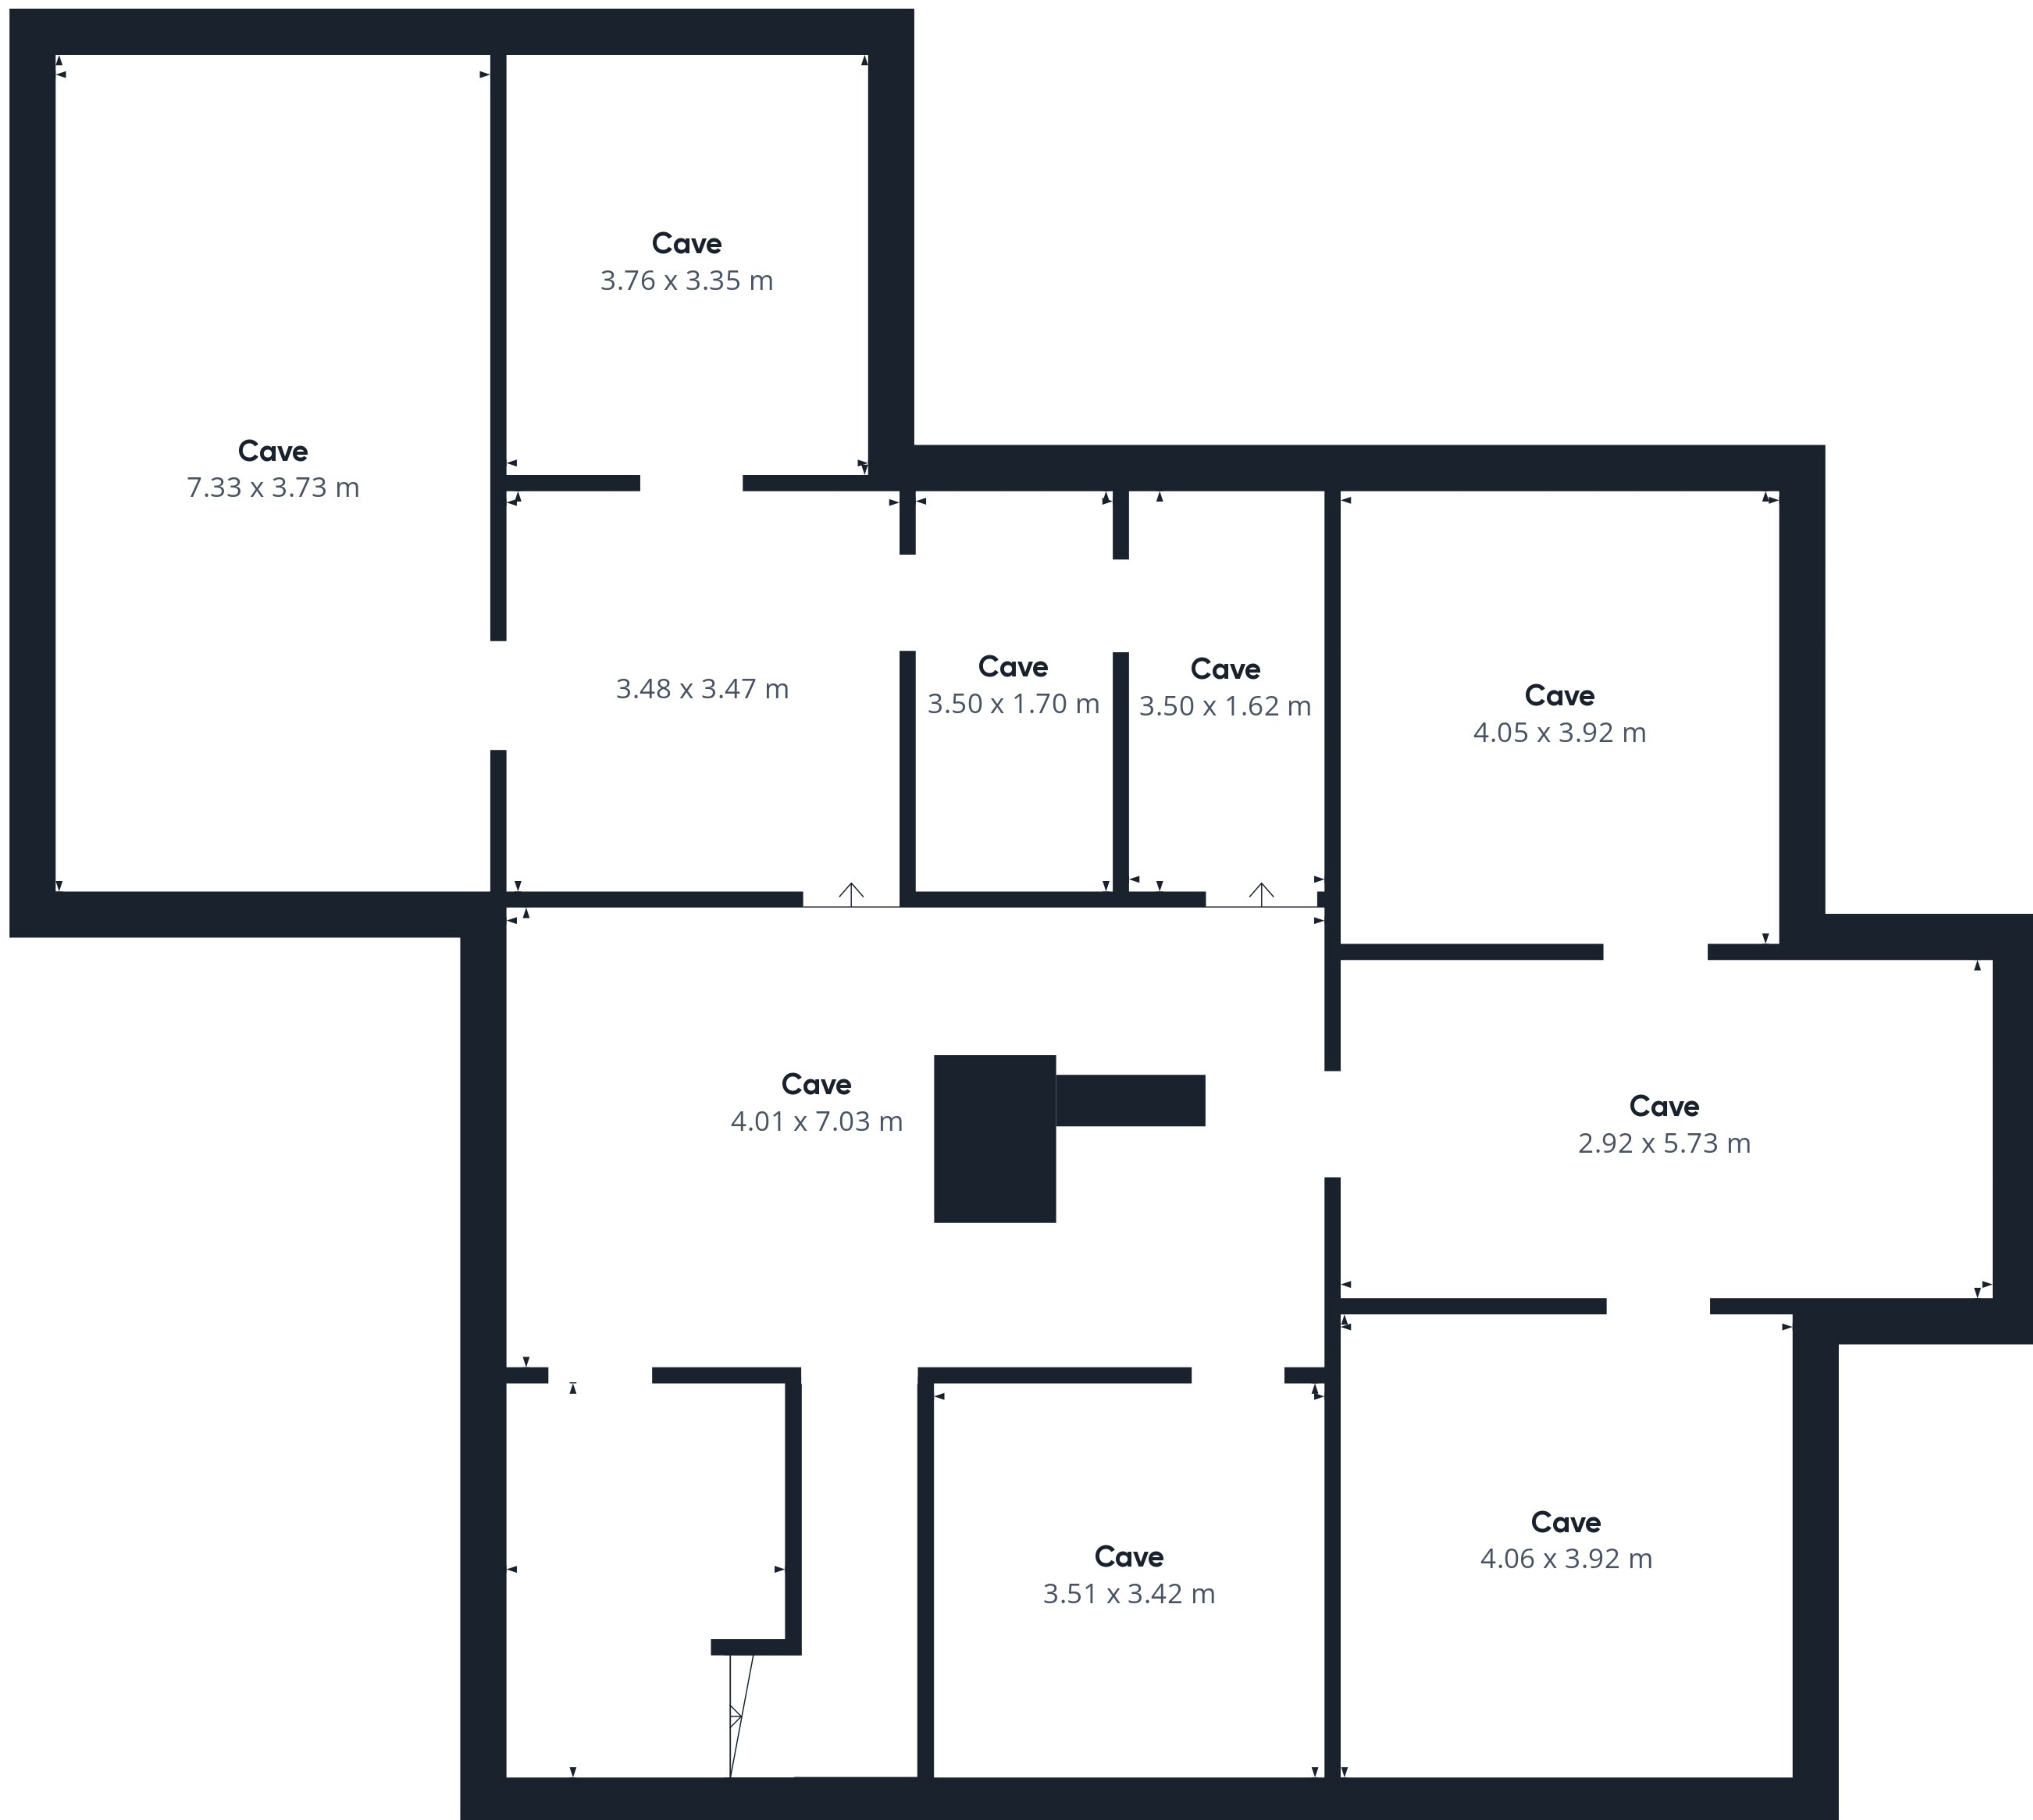 Cave
3.76 x 3.35 m
Cave
7.33 x 3.73 m
3.48 x 3.47 m
Cave
3.50 x 1.70 m
Cave
3.50 x 1.62 m
Cave
4.05 x 3.92 m
Cave
4.01 x 7.03 m
Cave
2.92 x 5.73 m
Cave
3.51 x 3.42 m
Cave
4.06 x 3.92 m